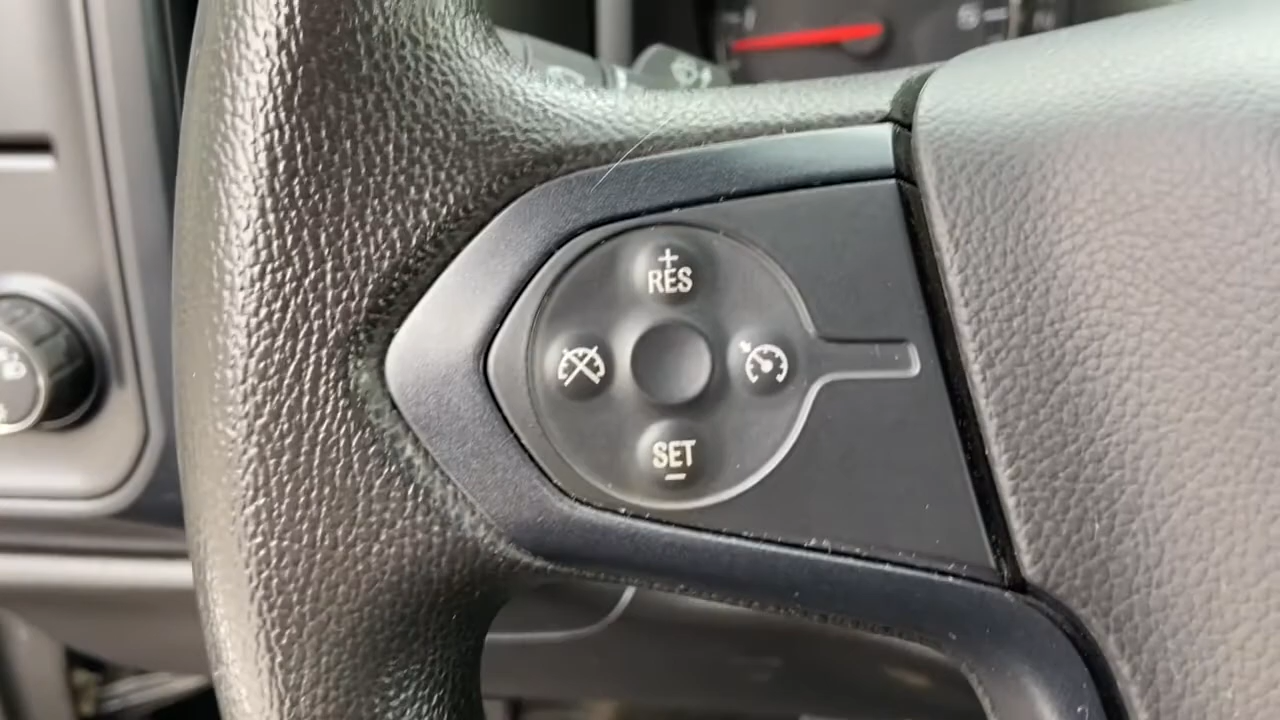 +
RES
SET
–